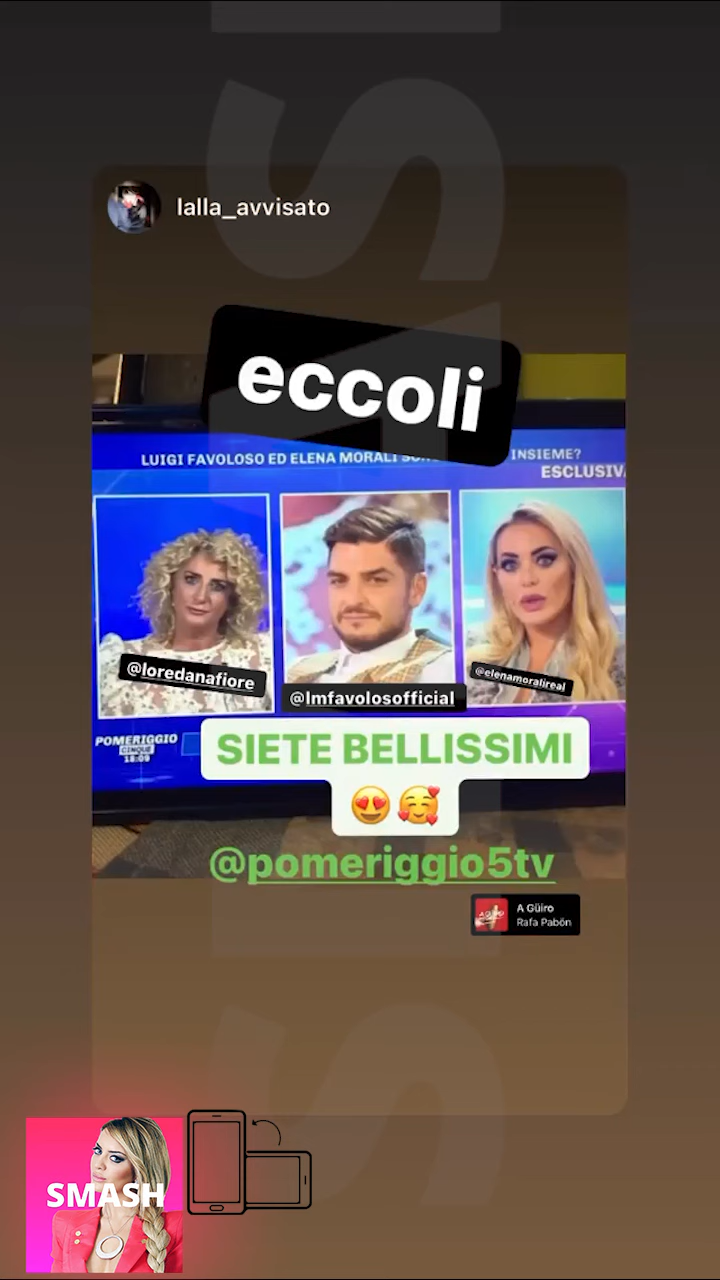 lalla_avvisato
eccoli
LUIGI FAVOLOSO ED ELENA MORALI INSIEME?
ESCLUSIV
@loredanafiore
@lmfavolosofficial
@elenamoralireal
POMERIGGIO
CINQUE
18:09
SIETE BELLISSIMI
😍🥰
@pomeriggio5tv
A Güiro
Rafa Pabön
SMASH